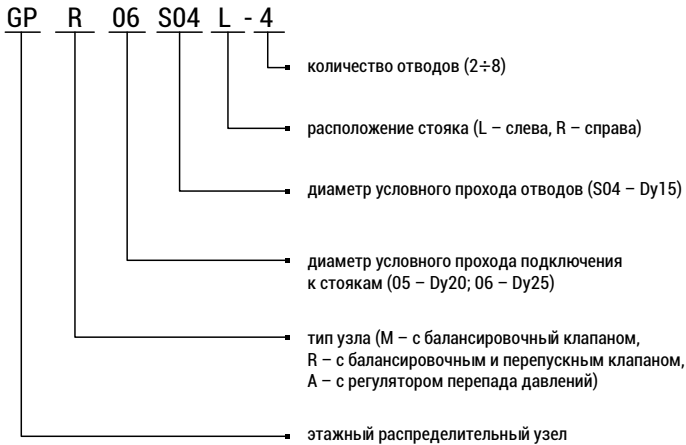 GP R 06 S04 L - 4
количество отводов (2÷8)
расположение стояка (L – слева, R – справа)
диаметр условного прохода отводов (S04 – Dy15)
диаметр условного прохода подключения
к стоякам (05 – Dy20; 06 – Dy25)
тип узла (M – с балансировочный клапаном,
R – с балансировочным и перепускным клапаном,
A – с регулятором перепада давлений)
этажный распределительный узел